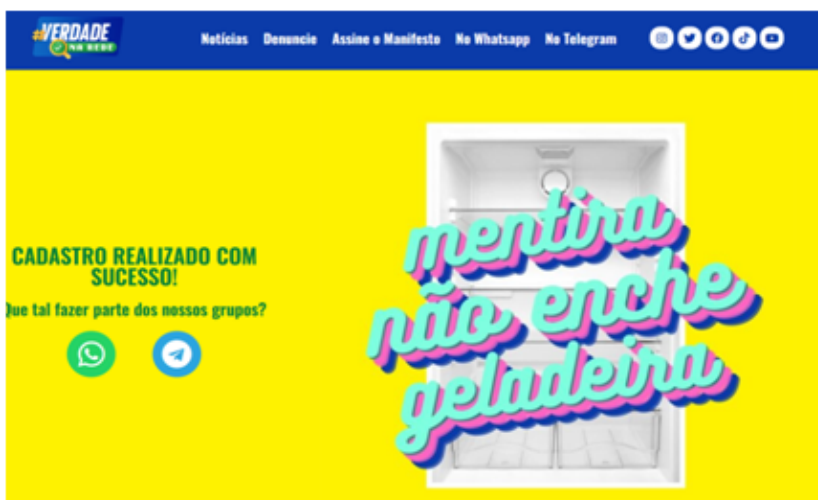 #VERDADE
NA REDE
Notícias Denuncie Assine o Manifesto No Whatsapp No Telegram
CADASTRO REALIZADO COM
SUCESSO!
Que tal fazer parte dos nossos grupos?
mentira
não enche
geladeira